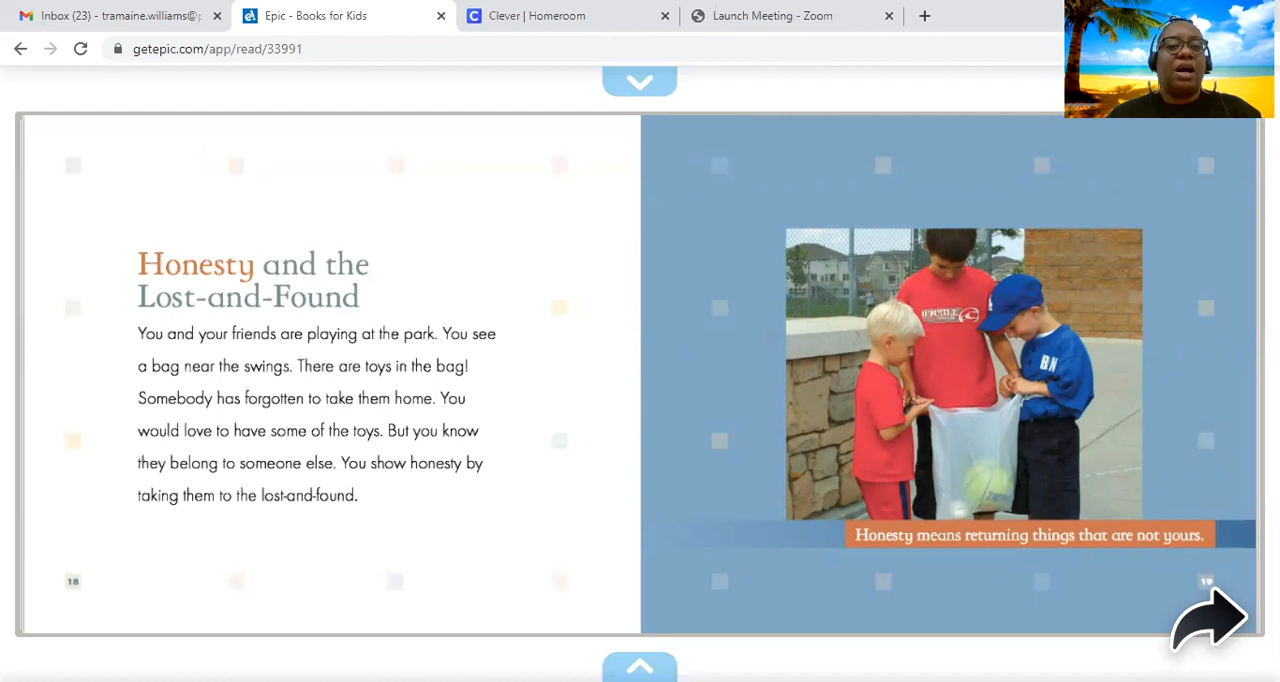 Inbox (23) - tramaine.williams@p
Epic - Books for Kids
Clever | Homeroom
Launch Meeting - Zoom
getepic.com/app/read/33991
Honesty and the
Lost-and-Found
You and your friends are playing at the park. You see
a bag near the swings. There are toys in the bag!
Somebody has forgotten to take them home. You
would love to have some of the toys. But you know
they belong to someone else. You show honesty by
taking them to the lost-and-found.
18
BN
Honesty means returning things that are not yours.
19